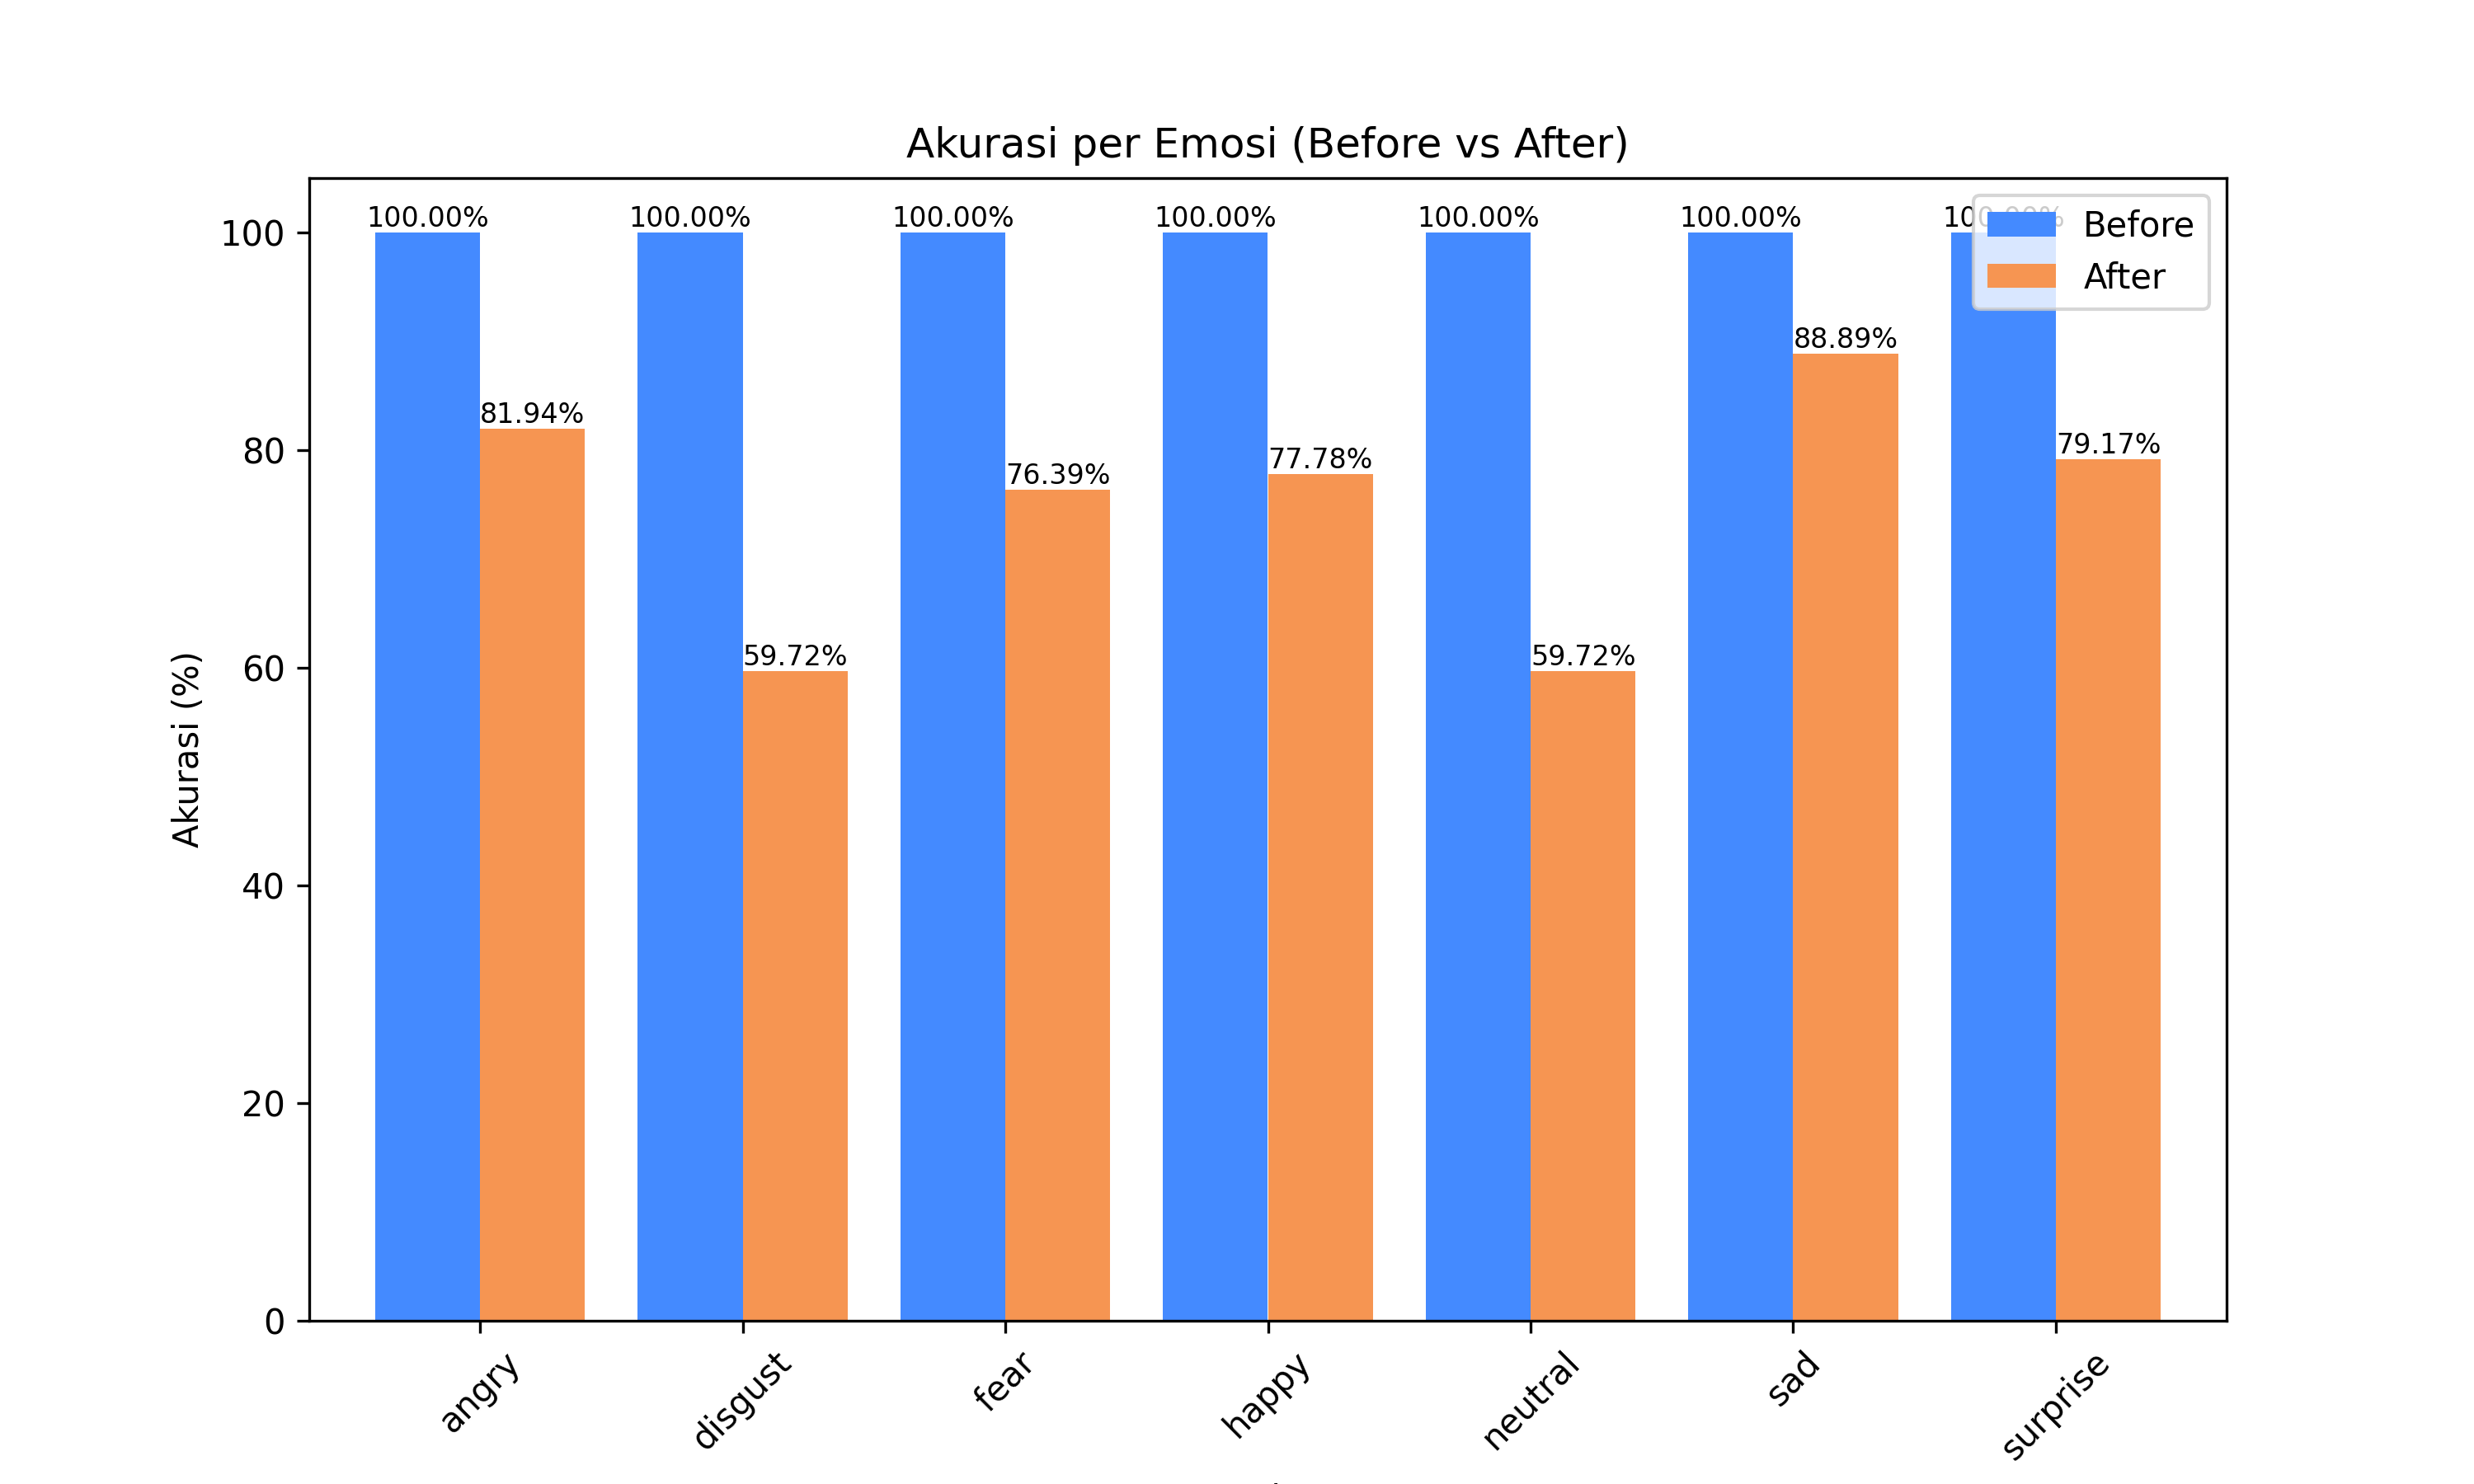 Akurasi per Emosi (Before vs After)
100.00% 100.00% 100.00% 100.00% 100.00% 100.00%
Before
After
81.94% 59.72% 76.39% 77.78% 59.72% 88.89% 79.17%
100
80
60
40
20
0
Akurasi (%)
angry disgust fear happy neutral sad surprise